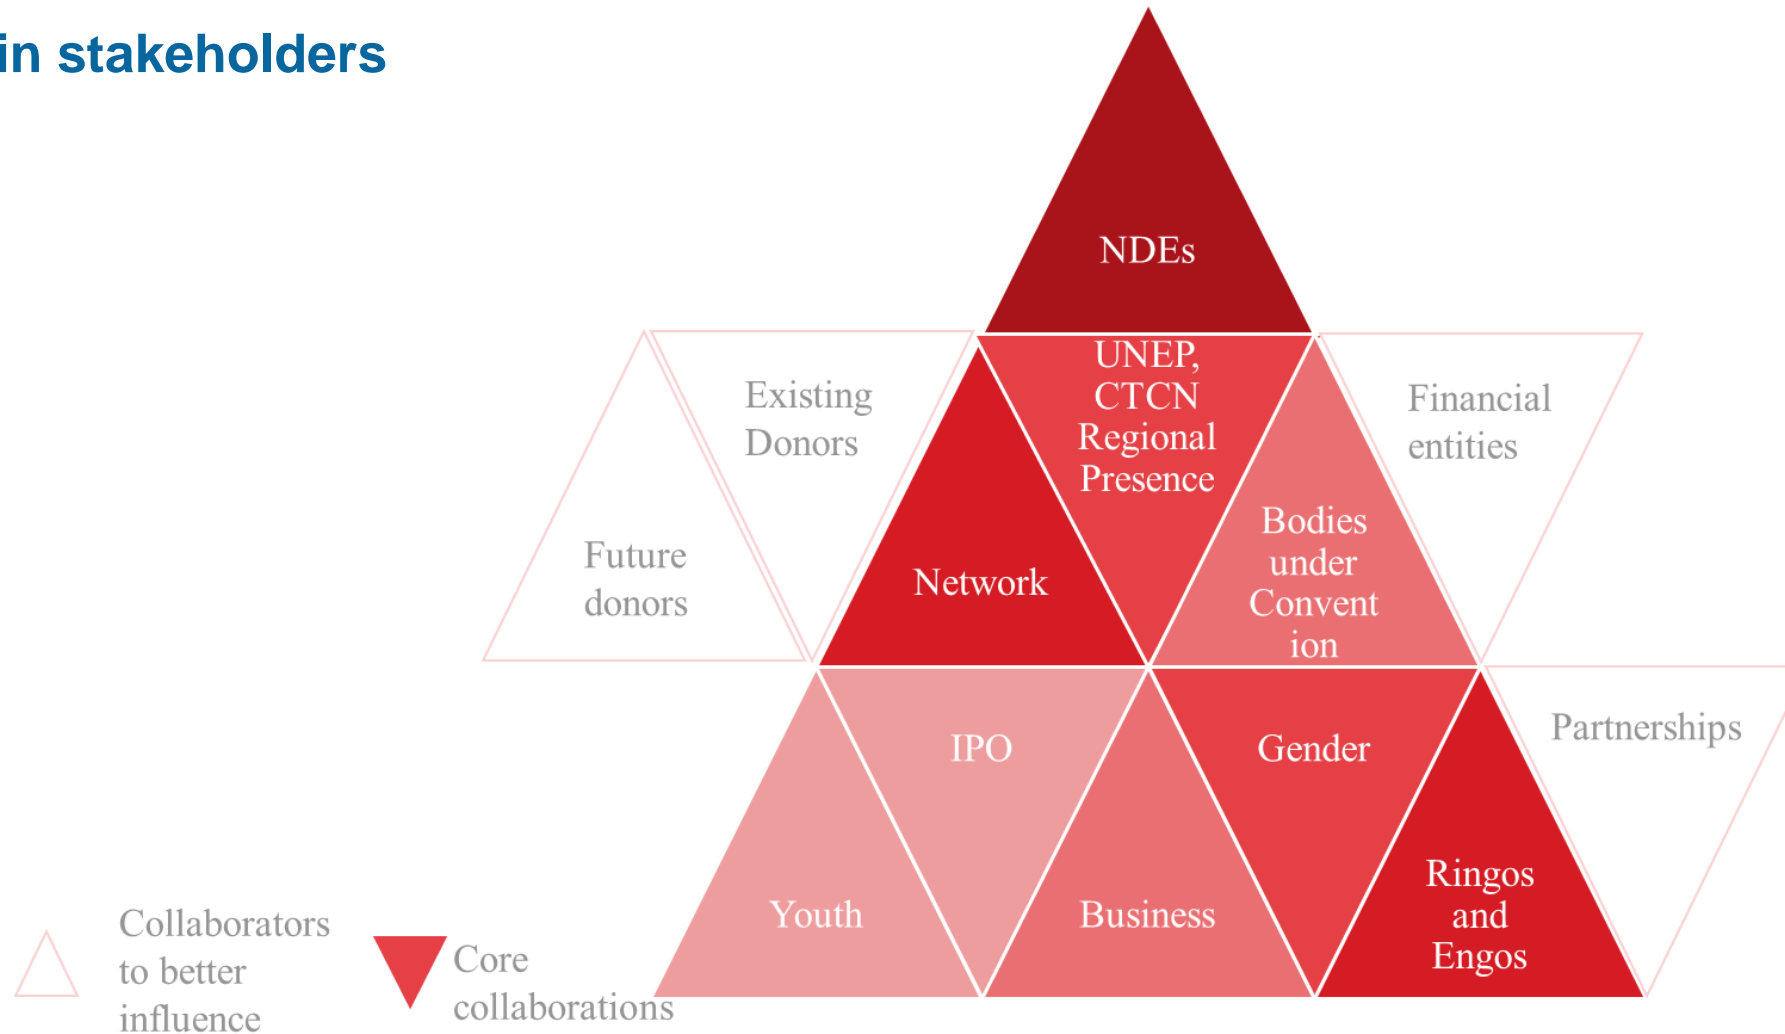 in stakeholders
NDEs
UNEP,
CTCN
Regional
Presence
Existing
Donors
Financial
entities
Future
donors
Network
Bodies
under
Convent
ion
IPO
Gender
Partnerships
Youth
Business
Ringos
and
Engos
Collaborators
to better
influence
Core
collaborations